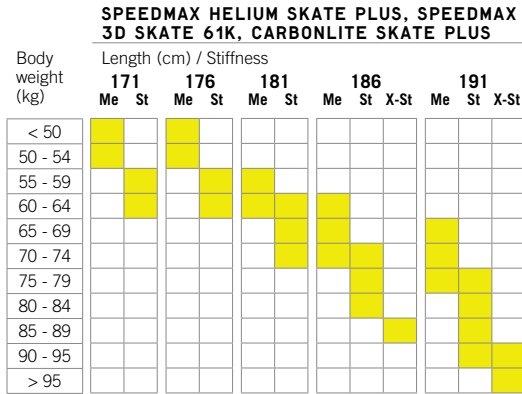 SPEEDMAX HELIUM SKATE PLUS, SPEEDMAX
3D SKATE 61K, CARBONLITE SKATE PLUS
Body
weight
(kg)
Length (cm) / Stiffness
171 176 181 186 191
Me St Me St Me St Me St X-St Me St X-St
< 50
50 - 54
55 - 59
60 - 64
65 - 69
70 - 74
75 - 79
80 - 84
85 - 89
90 - 95
> 95